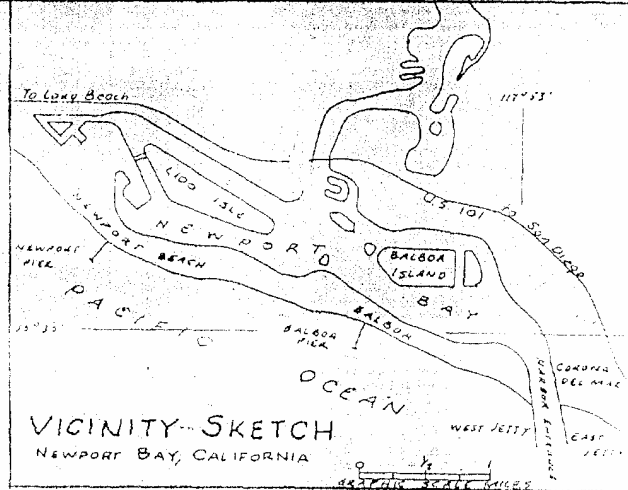 To Long Beach
117° 53'
LIDO ISLE
U.S. 101
To San Diego
NEWPORT
BAY
NEWPORT
BEACH
NEWPORT
PIER
BALBOA
ISLAND
PACIFIC
OCEAN
BALBOA
BALBOA
PIER
CORONA
DEL MAR
HARBOR ENTRANCE
WEST JETTY
EAST
JETTY
VICINITY SKETCH
NEWPORT BAY, CALIFORNIA
0 ½ 1
GRAPHIC SCALE MILES